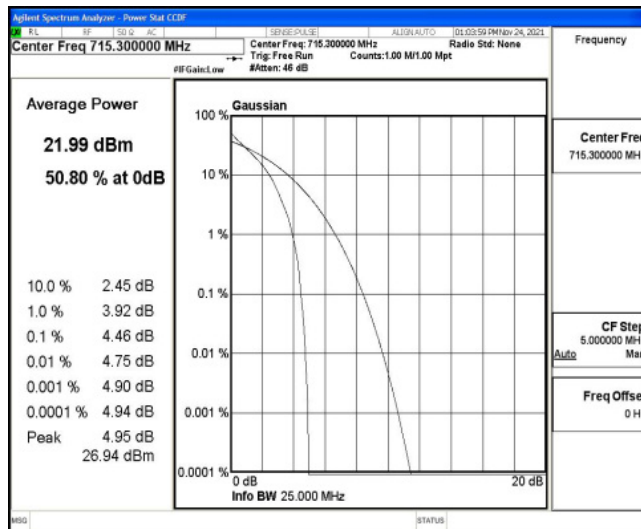 Agilent Spectrum Analyzer - Power Stat CCDF
RL RF 50 Ω AC SENSE:PULSE ALIGN AUTO 01:03:59 PM Nov 24, 2021
Center Freq 715.300000 MHz
Center Freq: 715.300000 MHz Radio Std: None
Trig: Free Run Counts:1.00 M/1.00 Mpt
#IFGain:Low #Atten: 46 dB
Frequency
Average Power
21.99 dBm
50.80 % at 0dB
10.0 % 2.45 dB
1.0 % 3.92 dB
0.1 % 4.46 dB
0.01 % 4.75 dB
0.001 % 4.90 dB
0.0001 % 4.94 dB
Peak 4.95 dB
26.94 dBm
Gaussian
100 %
10 %
1 %
0.1 %
0.01 %
0.001 %
0.0001 %
0 dB 20 dB
Info BW 25.000 MHz
Center Freq
715.300000 MH
CF Step
5.000000 MH
Auto Ma
Freq Offse
0 H
MSG STATUS